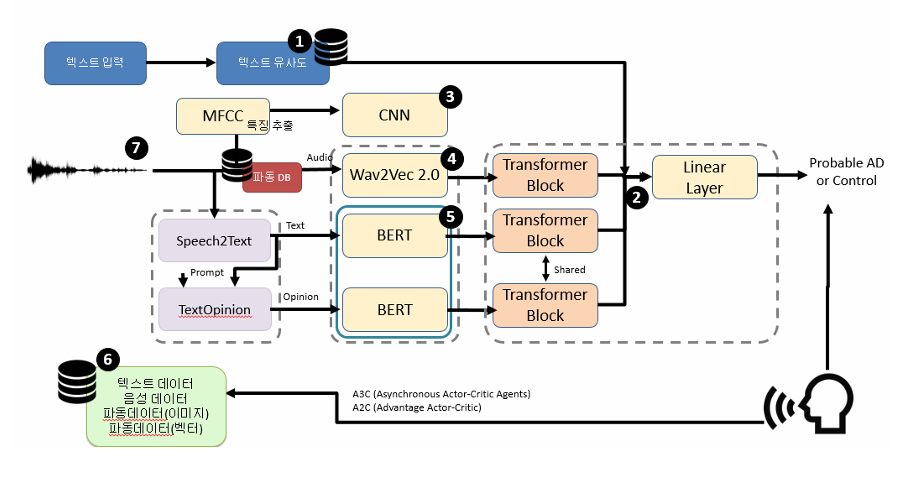 1
텍스트 입력
텍스트 유사도
3
MFCC
특징 추출
CNN
7
4
Audio
파동 DB
Wav2Vec 2.0
Transformer
Block
Linear
Layer
Probable AD
or Control
2
5
Speech2Text
Text
BERT
Transformer
Block
Prompt
Shared
TextOpinion
Opinion
BERT
Transformer
Block
6
텍스트 데이터
음성 데이터
파동데이터(이미지)
파동데이터(벡터)
A3C (Asynchronous Actor-Critic Agents)
A2C (Advantage Actor-Critic)